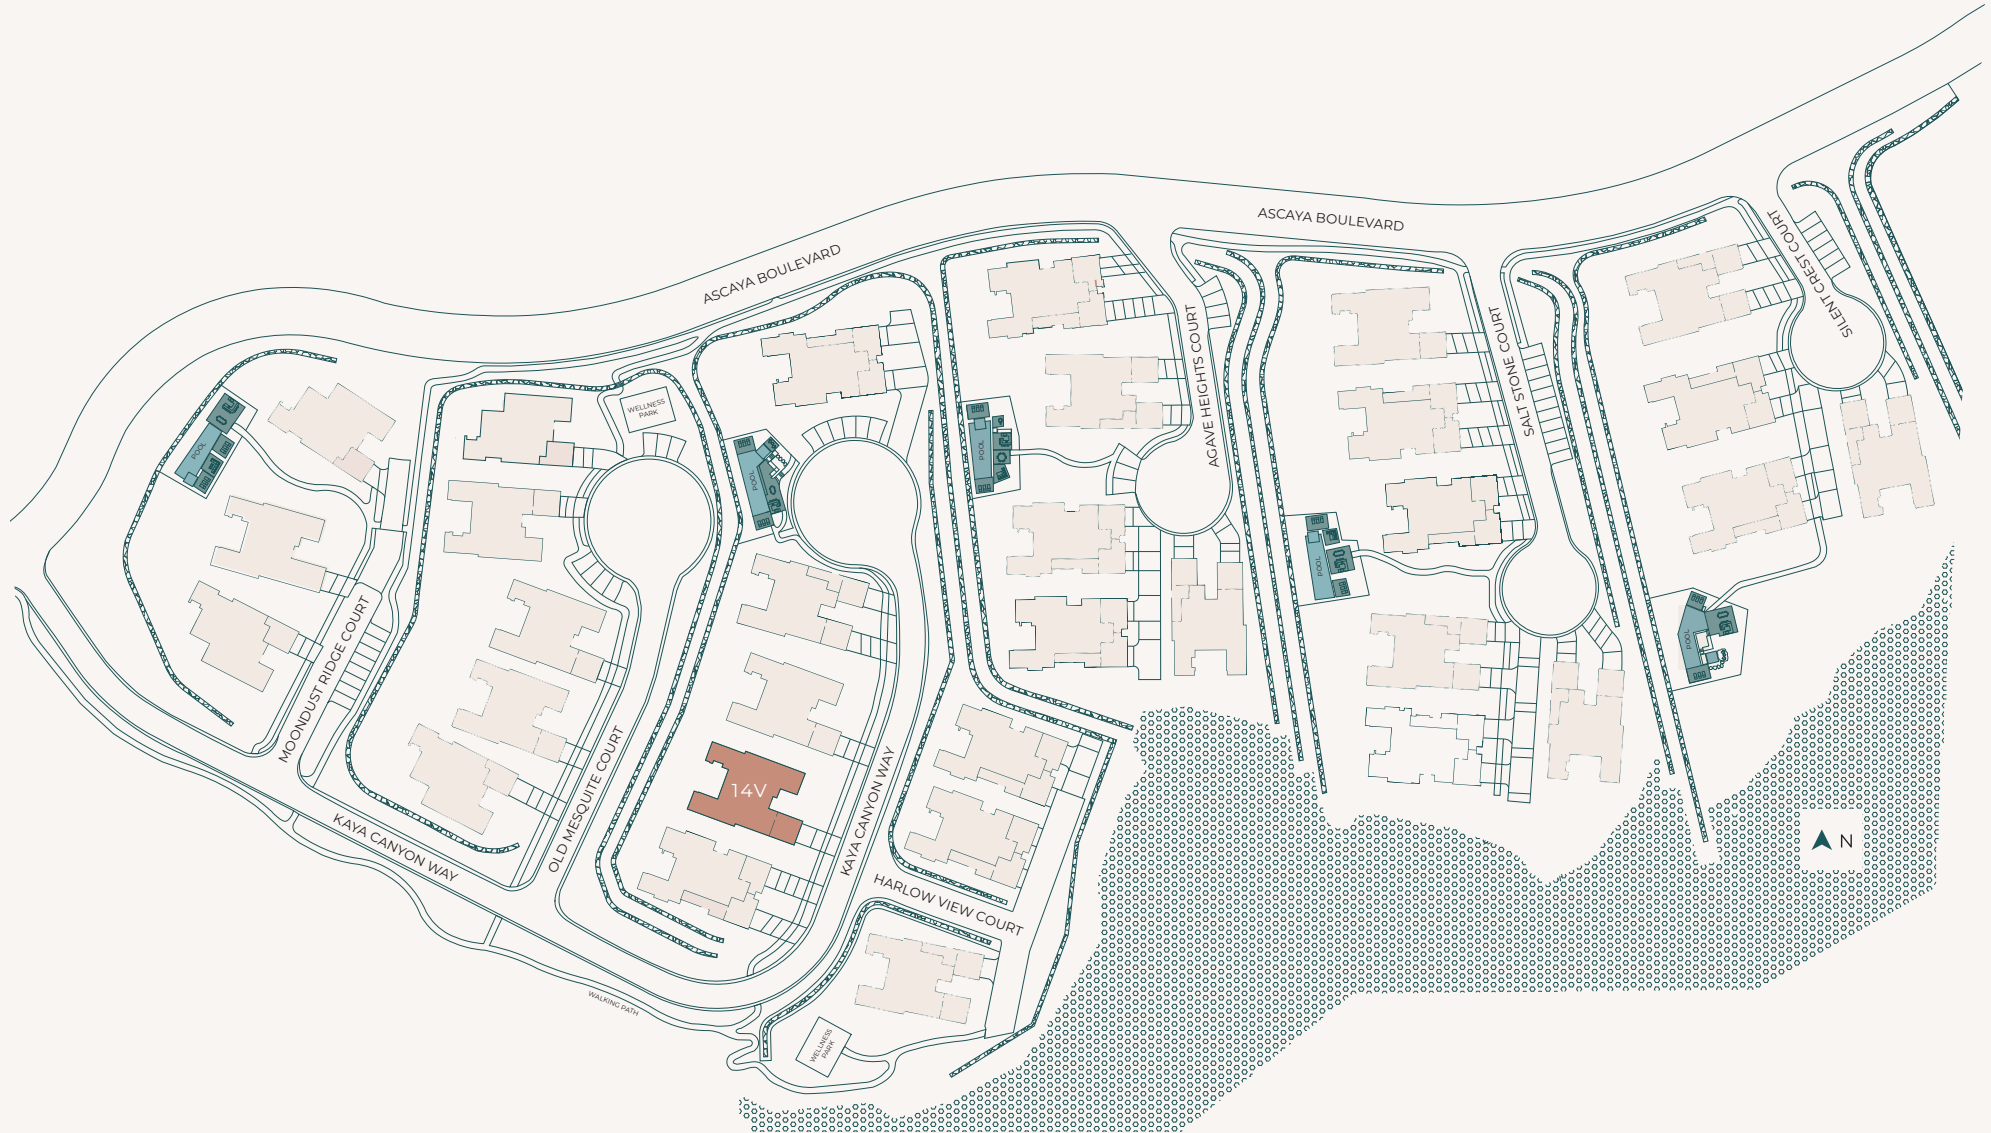 ASCAYA BOULEVARD
ASCAYA BOULEVARD
SILENT CREST COURT
SALT STONE COURT
AGAVE HEIGHTS COURT
WELLNESS
PARK
POOL
POOL
POOL
POOL
POOL
MOONDUST RIDGE COURT
OLD MESQUITE COURT
14V
KAYA CANYON WAY
KAYA CANYON WAY
HARLOW VIEW COURT
WALKING PATH
WELLNESS
PARK
N